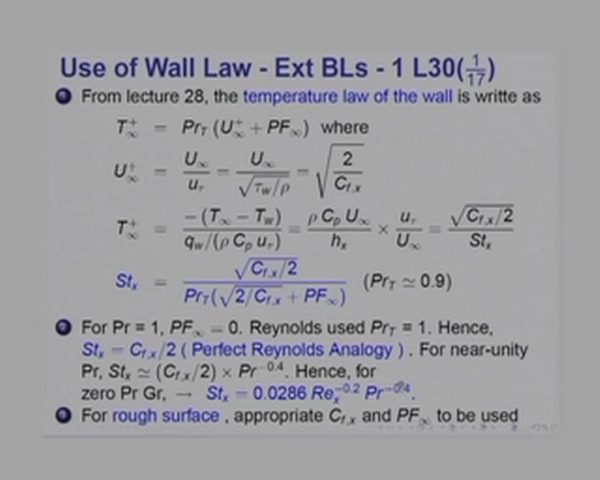 Use of Wall Law - Ext BLs - 1 L30(1/17)
From lecture 28, the temperature law of the wall is writte as
T∞+ = PrT (U∞+ + PF∞) where
U∞+ = U∞/uτ = U∞/√(τw/ρ) = √(2/Cf,x)
T∞+ = −(T∞ − Tw)/(qw/(ρ Cp uτ)) = (ρ Cp U∞)/hx × uτ/U∞ = √(Cf,x/2)/Stx
Stx = √(Cf,x/2)/(PrT(√(2/Cf,x) + PF∞)) (PrT ≃ 0.9)
For Pr = 1, PF∞ = 0. Reynolds used PrT = 1. Hence,
Stx = Cf,x/2 ( Perfect Reynolds Analogy ) . For near-unity
Pr, Stx ≃ (Cf,x/2) × Pr−0.4. Hence, for
zero Pr Gr, → Stx = 0.0286 Rex−0.2 Pr−0.4.
For rough surface , appropriate Cf,x and PF∞ to be used